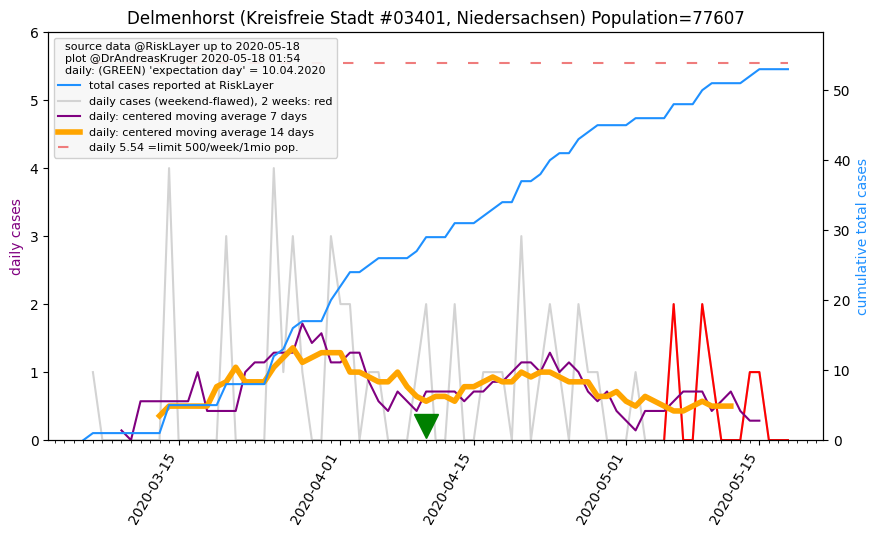 Delmenhorst (Kreisfreie Stadt #03401, Niedersachsen) Population=77607
source data @RiskLayer up to 2020-05-18
plot @DrAndreasKruger 2020-05-18 01:54
daily: (GREEN) 'expectation day' = 10.04.2020
total cases reported at RiskLayer
daily cases (weekend-flawed), 2 weeks: red
daily: centered moving average 7 days
daily: centered moving average 14 days
daily 5.54 =limit 500/week/1mio pop.
daily cases
6
5
4
3
2
1
0
50
40
30
20
10
0
cumulative total cases
2020-03-15
2020-04-01
2020-04-15
2020-05-01
2020-05-15